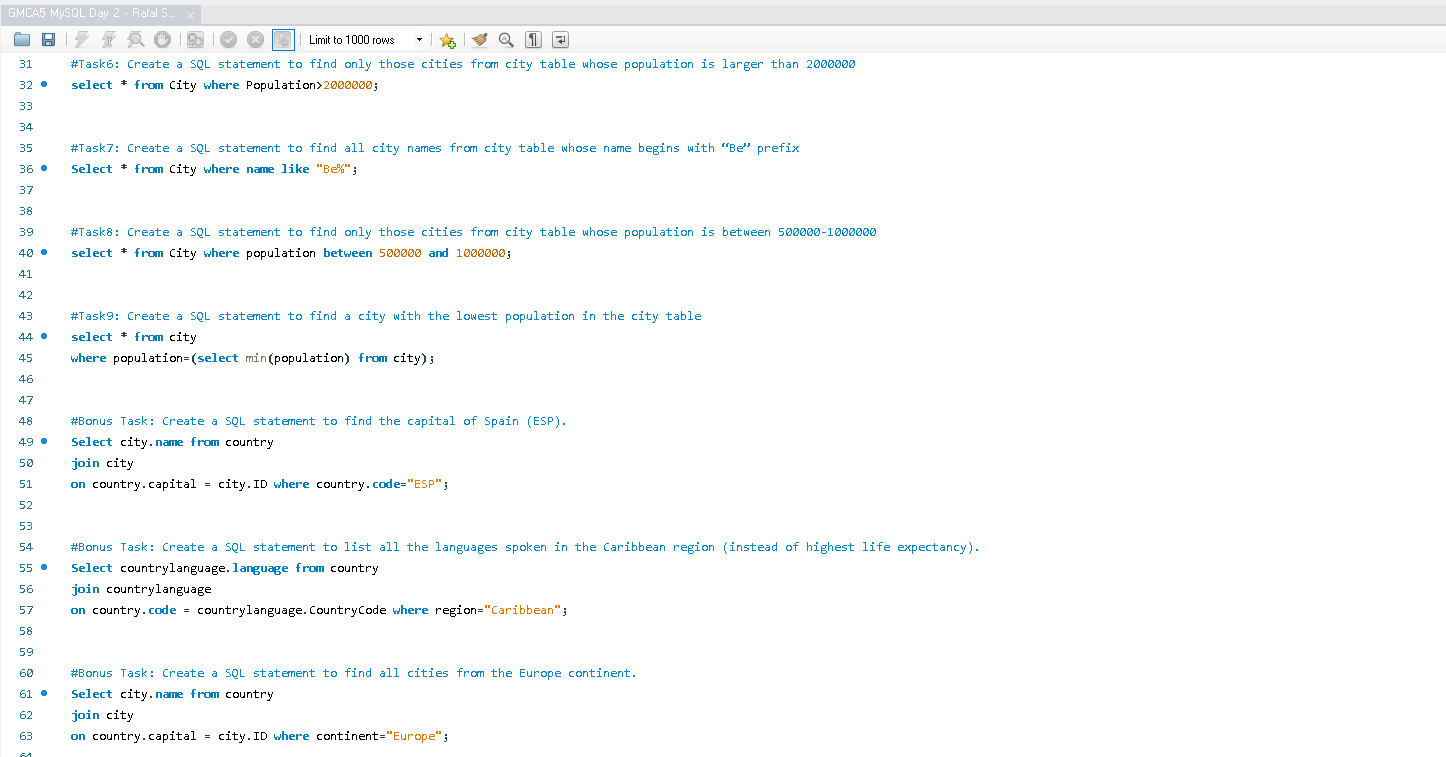 GMCA5 MySQL Day 2 - Rafal S...
Limit to 1000 rows
31 #Task6: Create a SQL statement to find only those cities from city table whose population is larger than 2000000
32 select * from City where Population>2000000;
33
34
35 #Task7: Create a SQL statement to find all city names from city table whose name begins with “Be” prefix
36 Select * from City where name like "Be%";
37
38
39 #Task8: Create a SQL statement to find only those cities from city table whose population is between 500000-1000000
40 select * from City where population between 500000 and 1000000;
41
42
43 #Task9: Create a SQL statement to find a city with the lowest population in the city table
44 select * from city
45 where population=(select min(population) from city);
46
47
48 #Bonus Task: Create a SQL statement to find the capital of Spain (ESP).
49 Select city.name from country
50 join city
51 on country.capital = city.ID where country.code="ESP";
52
53
54 #Bonus Task: Create a SQL statement to list all the languages spoken in the Caribbean region (instead of highest life expectancy).
55 Select countrylanguage.language from country
56 join countrylanguage
57 on country.code = countrylanguage.CountryCode where region="Caribbean";
58
59
60 #Bonus Task: Create a SQL statement to find all cities from the Europe continent.
61 Select city.name from country
62 join city
63 on country.capital = city.ID where continent="Europe";
64